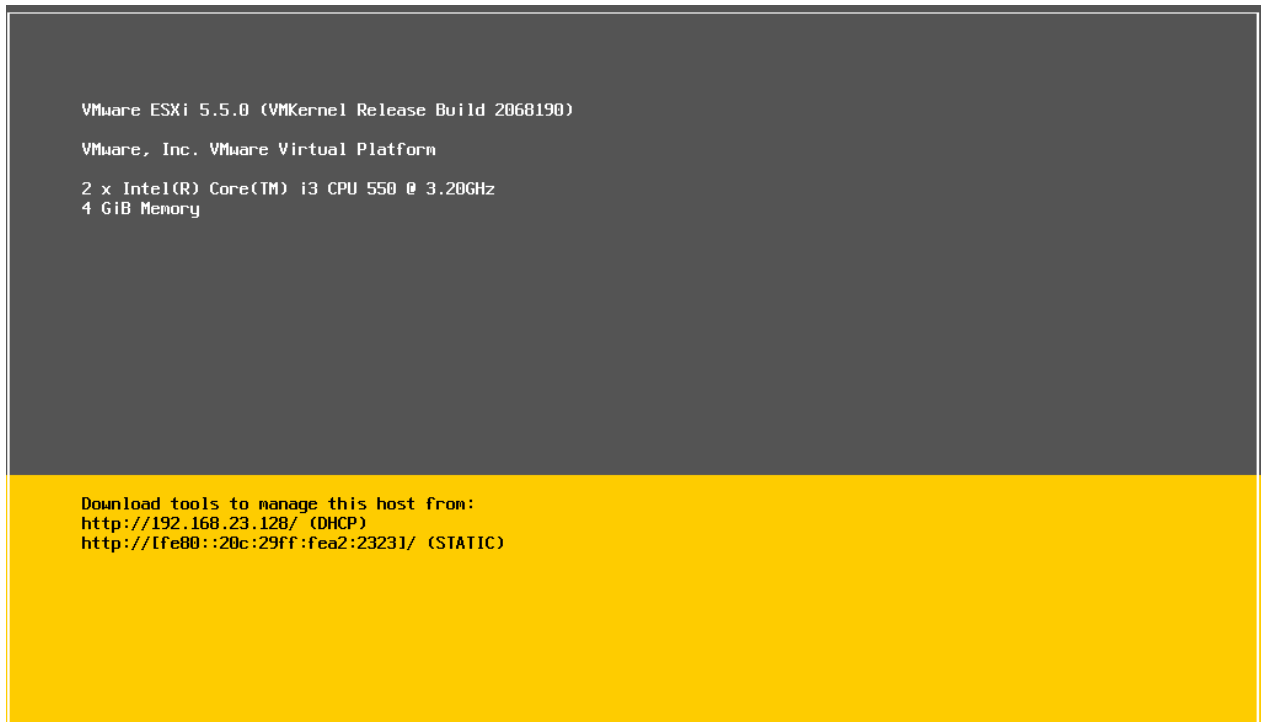 VMware ESXi 5.5.0 (VMKernel Release Build 2068190)
VMware, Inc. VMware Virtual Platform
2 x Intel(R) Core(TM) i3 CPU 550 @ 3.20GHz
4 GiB Memory
Download tools to manage this host from:
http://192.168.23.128/ (DHCP)
http://[fe80::20c:29ff:fea2:2323]/ (STATIC)